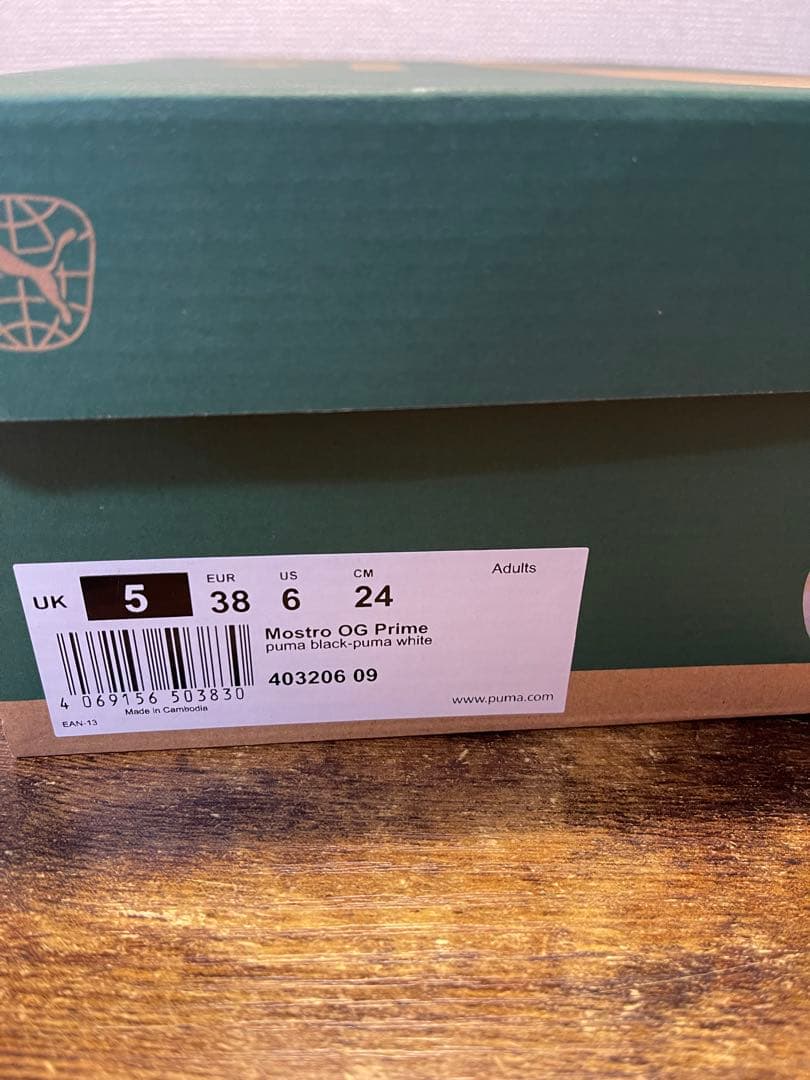 Adults
UK 5 EUR 38 US 6 CM 24
Mostro OG Prime
puma black-puma white
403206 09
4 069156 503830
Made in Cambodia
EAN-13
www.puma.com